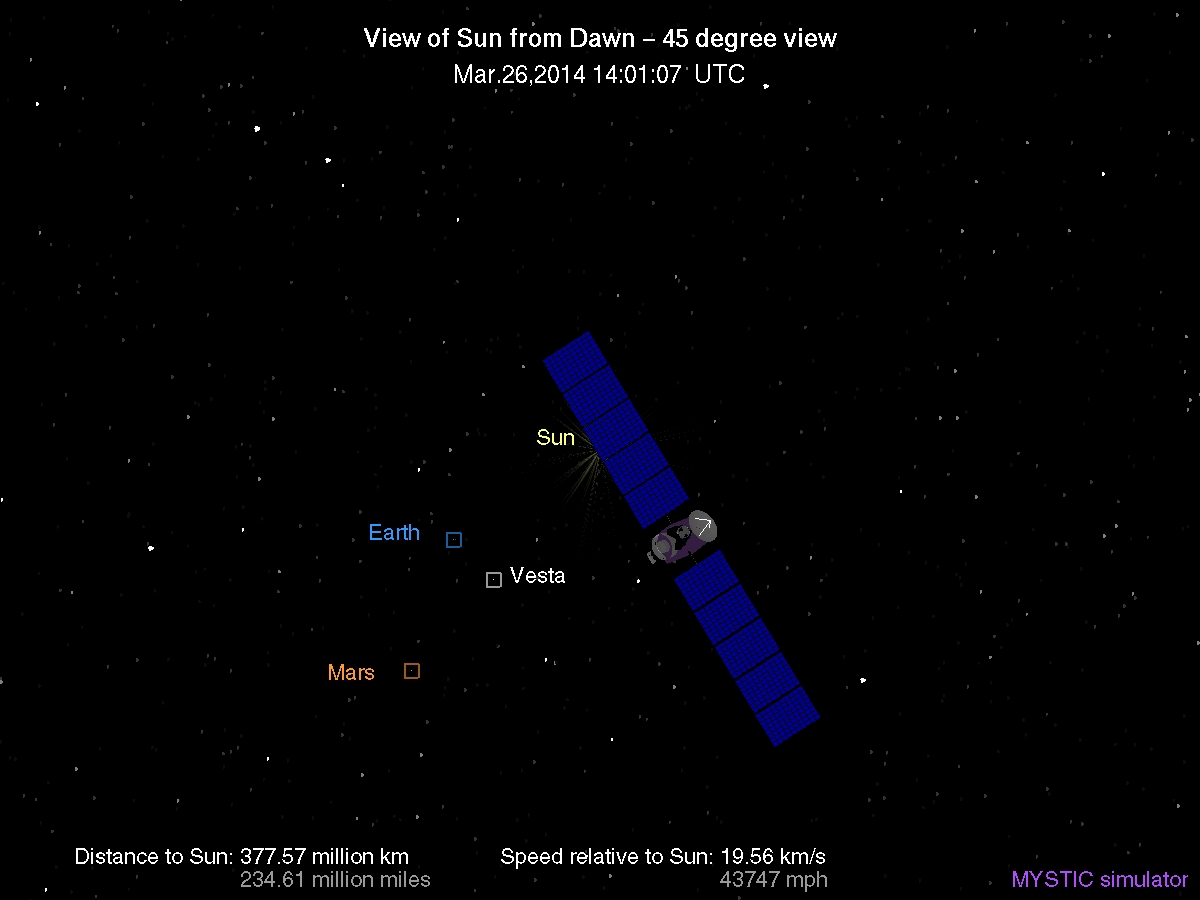 View of Sun from Dawn – 45 degree view
Mar.26,2014 14:01:07 UTC
Sun
Earth
Vesta
Mars
Distance to Sun: 377.57 million km
234.61 million miles
Speed relative to Sun: 19.56 km/s
43747 mph
MYSTIC simulator